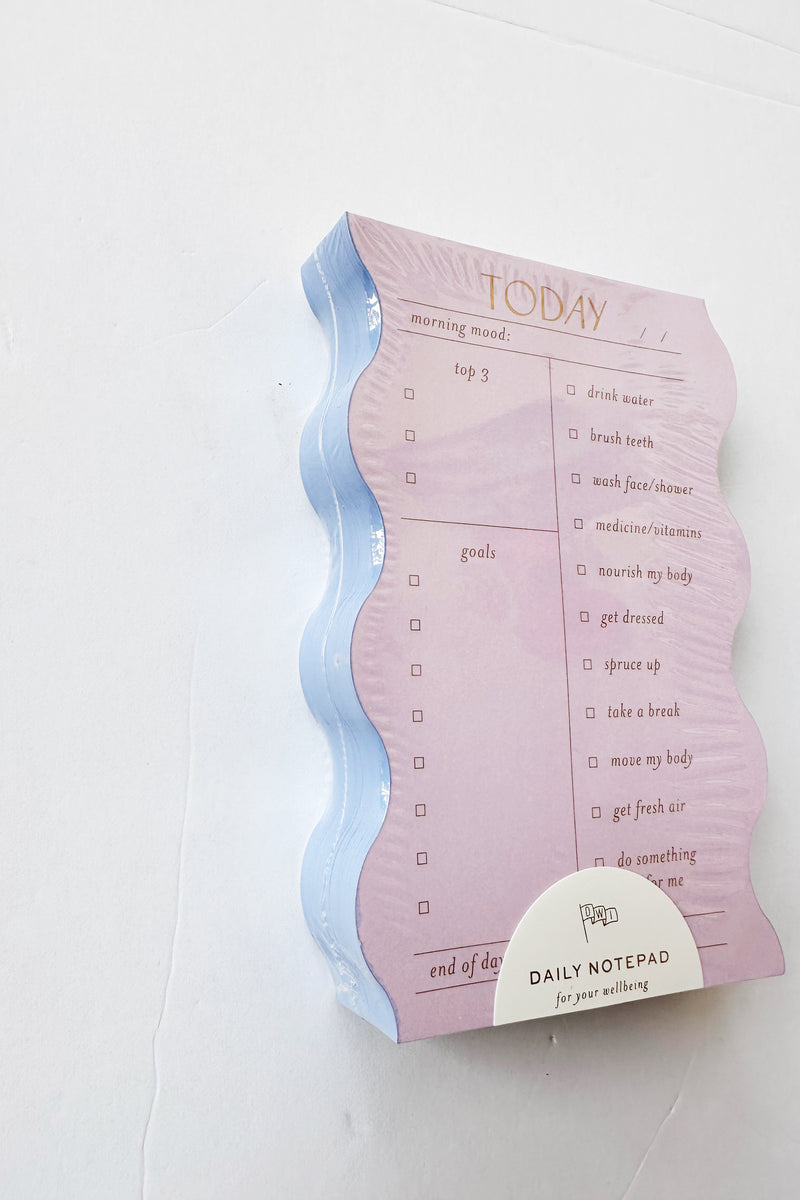 TODAY
/ /
morning mood:
top 3
goals
drink water
brush teeth
wash face/shower
medicine/vitamins
nourish my body
get dressed
spruce up
take a break
move my body
get fresh air
do something
for me
end of day
DWI
DAILY NOTEPAD
for your wellbeing